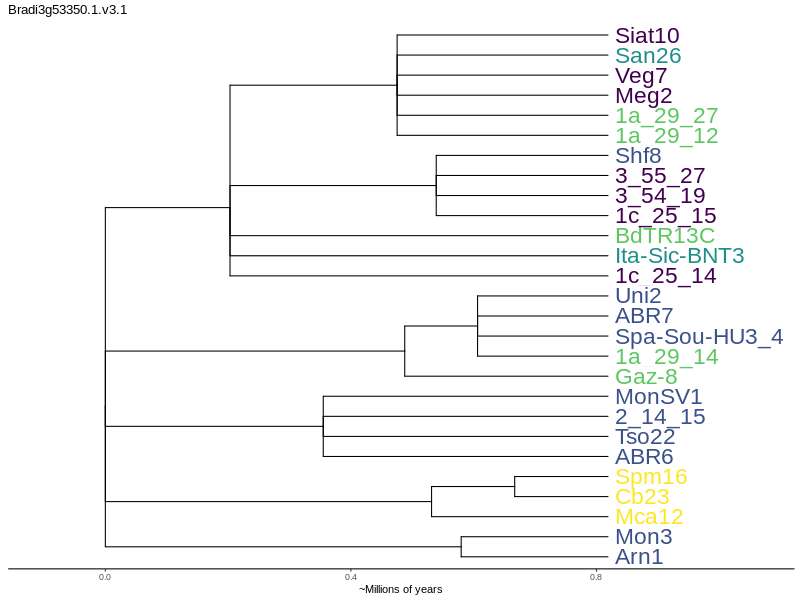 Bradi3g53350.1.v3.1
Siat10
San26
Veg7
Meg2
1a_29_27
1a_29_12
Shf8
3_55_27
3_54_19
1c_25_15
BdTR13C
Ita-Sic-BNT3
1c_25_14
Uni2
ABR7
Spa-Sou-HU3_4
1a_29_14
Gaz-8
MonSV1
2_14_15
Tso22
ABR6
Spm16
Cb23
Mca12
Mon3
Arn1
0.0 0.4 0.8
~Millions of years